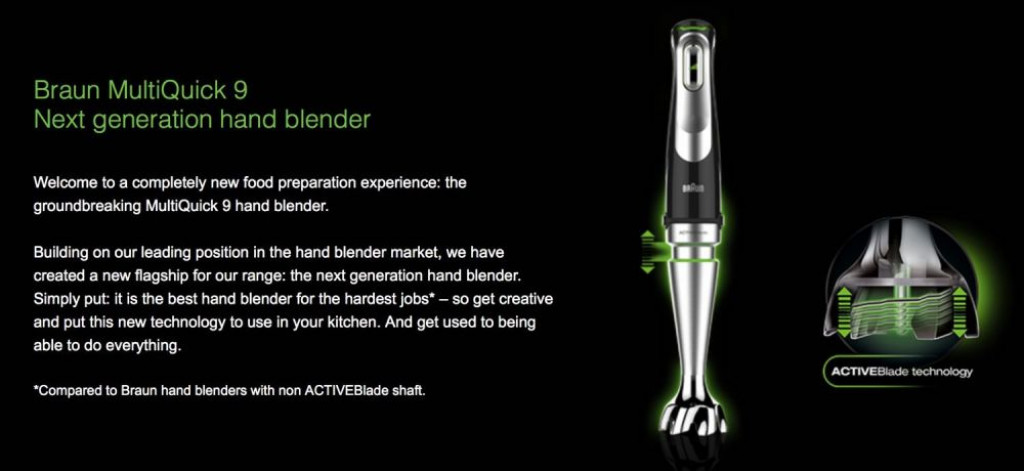 Braun MultiQuick 9
Next generation hand blender
Welcome to a completely new food preparation experience: the
groundbreaking MultiQuick 9 hand blender.
Building on our leading position in the hand blender market, we have
created a new flagship for our range: the next generation hand blender.
Simply put: it is the best hand blender for the hardest jobs* – so get creative
and put this new technology to use in your kitchen. And get used to being
able to do everything.
*Compared to Braun hand blenders with non ACTIVEBlade shaft.
BRAUN
ACTIVEBlade
ACTIVEBlade technology